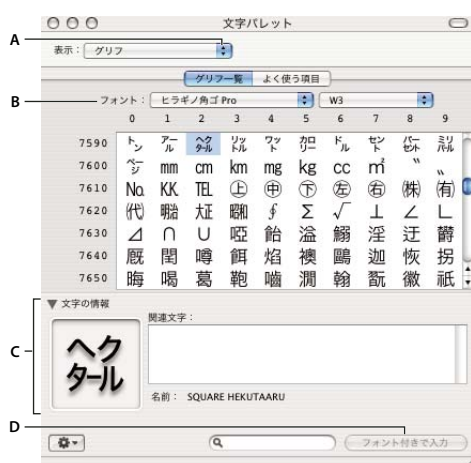 文字パレット
A
表示： グリフ
グリフ一覧 よく使う項目
B
フォント： ヒラギノ角ゴ Pro W3
0 1 2 3 4 5 6 7 8 9
7590 ㌧ ㌃ ㌶ ㍑ ㍗ ㌍ ㌦ ㌣ ㌫ ㍊
7600 ㌻ mm cm km mg kg cc ㎡ 〝 〟
7610 № ㏍ ℡ ㊤ ㊥ ㊦ ㊧ ㊨ ㈱ ㈲
7620 ㈹ ㍾ ㍽ ㍼ ∮ Σ √ ⊥ ∠ ∟
7630 ⊿ ∩ ∪ 啞 飴 溢 鰯 淫 迂 欝
7640 厩 閏 噂 餌 焰 襖 鷗 迦 恢 拐
7650 晦 喝 葛 鞄 嚙 澗 翰 翫 徽 祇
文字の情報
関連文字：
C
ヘク
タール
名前： SQUARE HEKUTAARU
D
フォント付きで入力